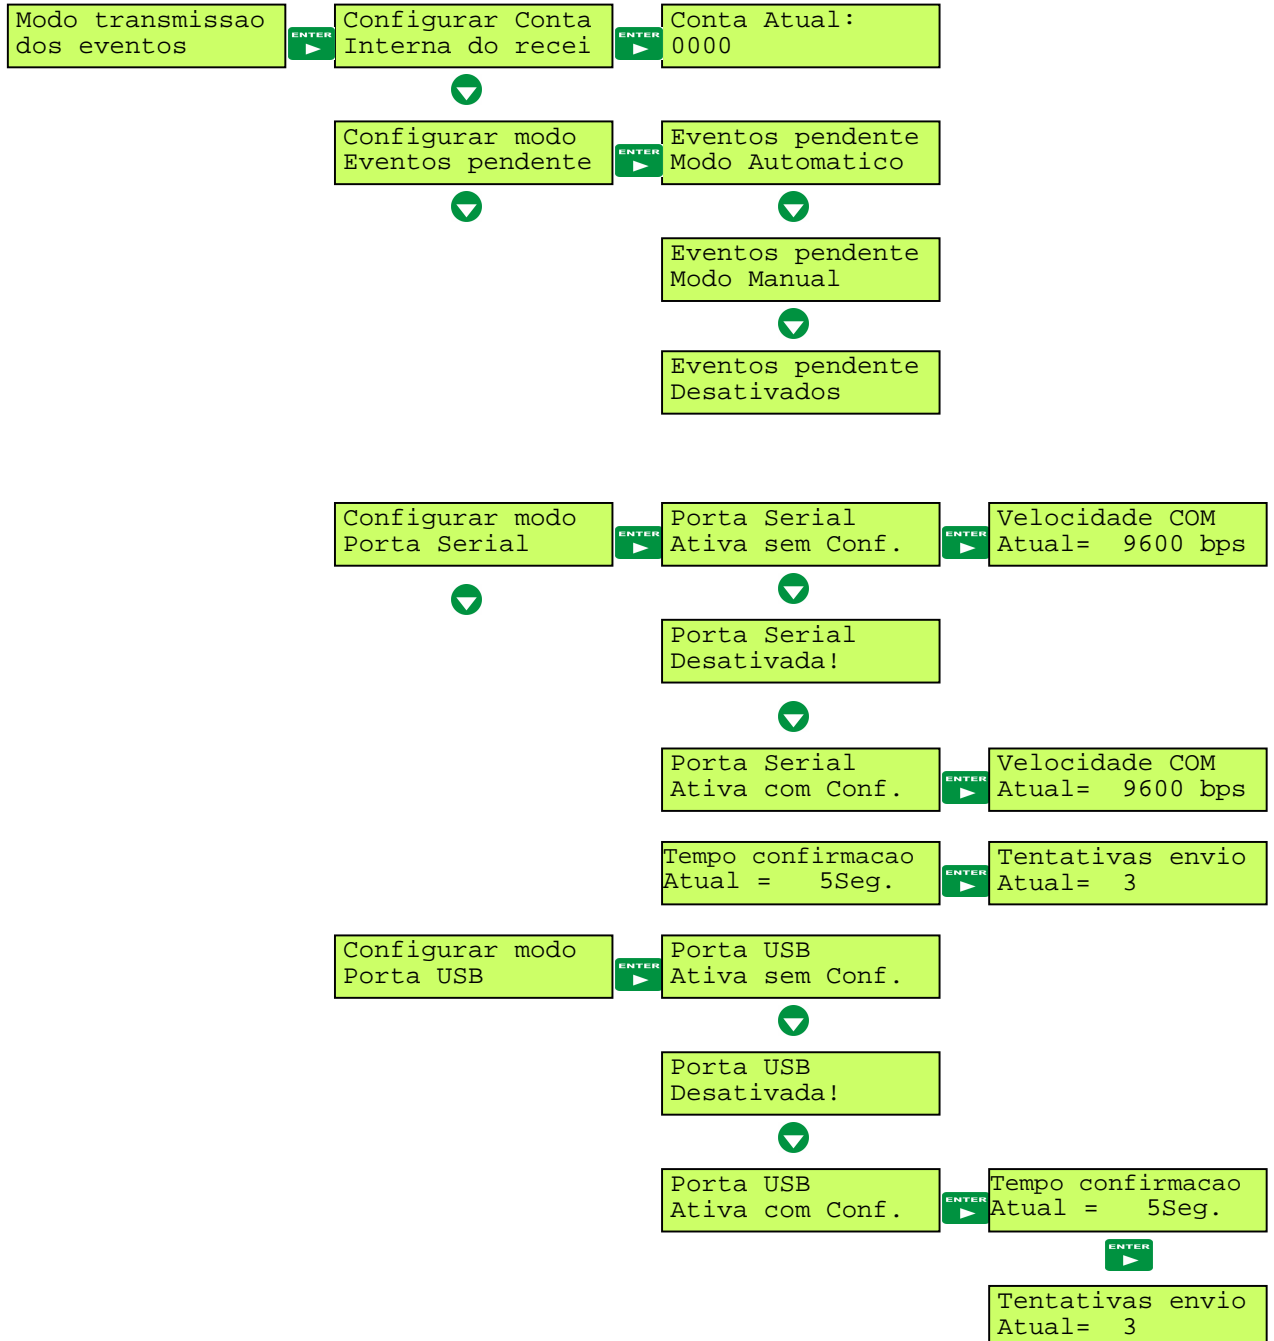 Modo transmissao
dos eventos
ENTER
Configurar Conta
Interna do recei
ENTER
Conta Atual:
0000
Configurar modo
Eventos pendente
ENTER
Eventos pendente
Modo Automatico
Eventos pendente
Modo Manual
Eventos pendente
Desativados
Configurar modo
Porta Serial
ENTER
Porta Serial
Ativa sem Conf.
ENTER
Velocidade COM
Atual=  9600 bps
Porta Serial
Desativada!
Porta Serial
Ativa com Conf.
ENTER
Velocidade COM
Atual=  9600 bps
Tempo confirmacao
Atual =   5Seg.
ENTER
Tentativas envio
Atual=  3
Configurar modo
Porta USB
ENTER
Porta USB
Ativa sem Conf.
Porta USB
Desativada!
Porta USB
Ativa com Conf.
ENTER
Tempo confirmacao
Atual =   5Seg.
ENTER
Tentativas envio
Atual=  3